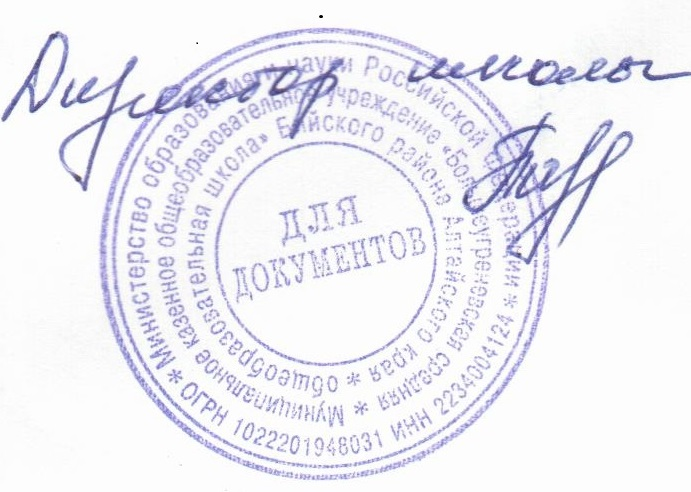 Директор школы
* Министерство образования и науки Российской Федерации * ОГРН 1022201948031 ИНН 2234004124
* Муниципальное казенное общеобразовательное учреждение «Большеугреневская средняя
общеобразовательная школа» Бийского района Алтайского края *
ДЛЯ
ДОКУМЕНТОВ